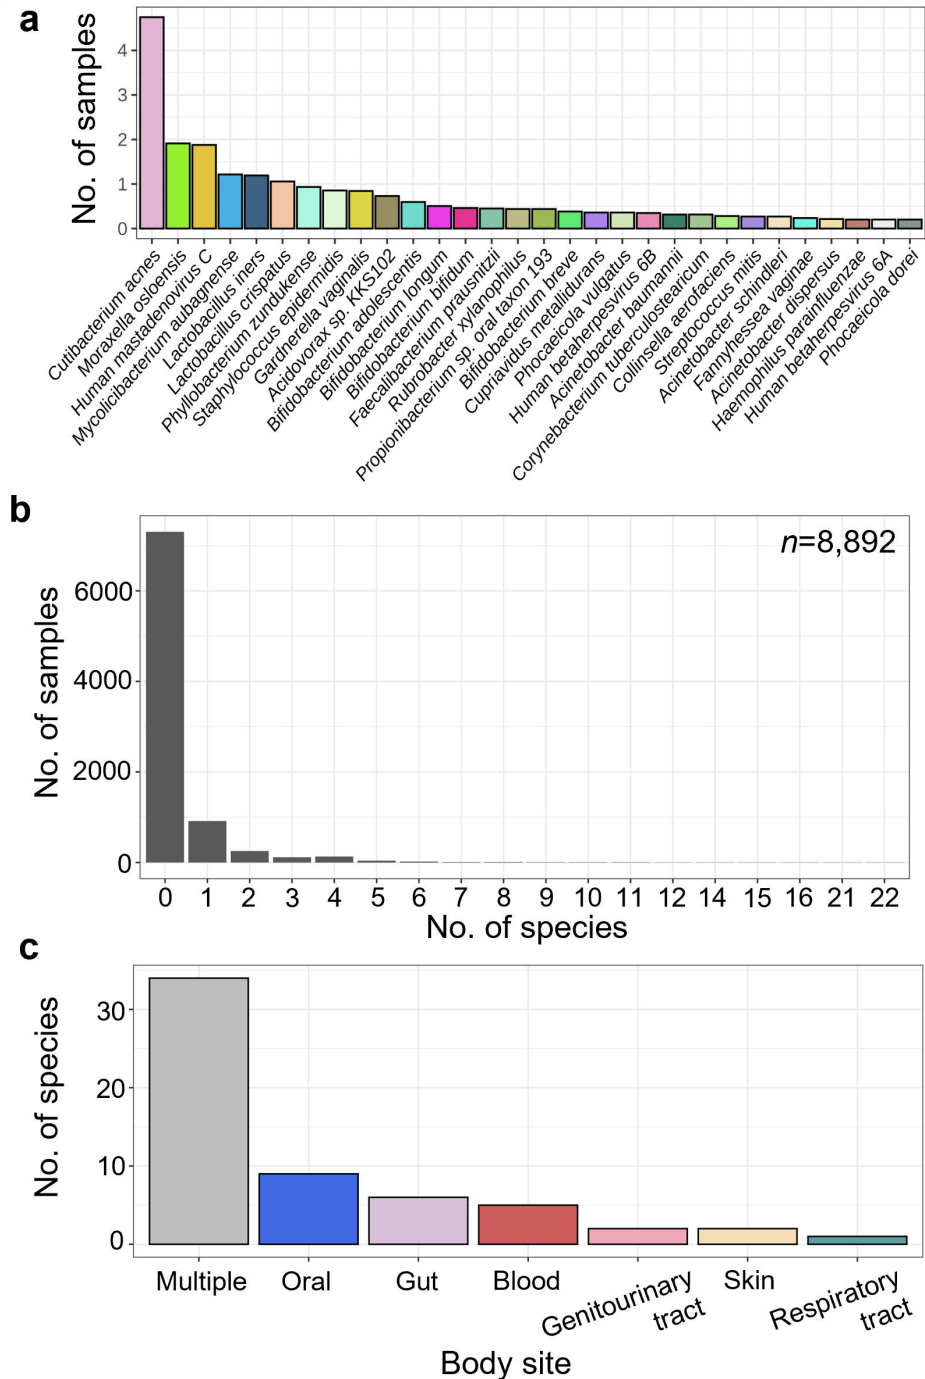 a
No. of samples
4
3
2
1
0
Cutibacterium acnes
Moraxella osloensis
Human mastadenovirus C
Mycolicibacterium aubagnense
Lactobacillus iners
Lactobacillus crispatus
Phyllobacterium zundukense
Staphylococcus epidermidis
Gardnerella vaginalis
Acidovorax sp. KKS102
Bifidobacterium adolescentis
Bifidobacterium longum
Bifidobacterium bifidum
Faecalibacterium prausnitzii
Rubrobacter xylanophilus
Propionibacterium sp. oral taxon 193
Bifidobacterium breve
Cupriavidus metallidurans
Phocaeicola vulgatus
Human betaherpesvirus 6B
Acinetobacter baumannii
Corynebacterium tuberculostearicum
Collinsella aerofaciens
Streptococcus mitis
Acinetobacter schindleri
Fannyhessea vaginae
Acinetobacter dispersus
Haemophilus parainfluenzae
Human betaherpesvirus 6A
Phocaeicola dorei
b
No. of samples
n=8,892
6000
4000
2000
0
0 1 2 3 4 5 6 7 8 9 10 11 12 14 15 16 21 22
No. of species
c
No. of species
30
20
10
0
Multiple Oral Gut Blood Genitourinary tract Skin Respiratory tract
Body site